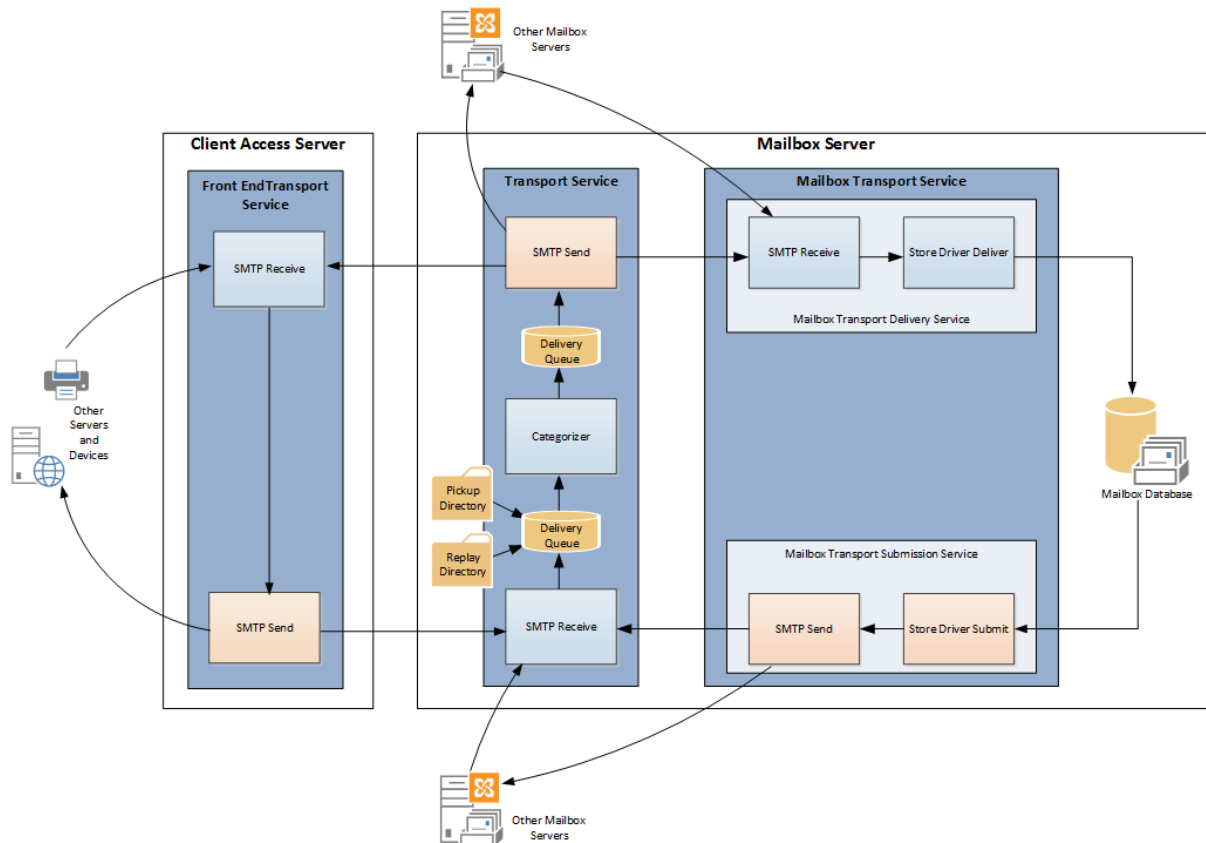 Other Mailbox
Servers
Client Access Server
Mailbox Server
Front EndTransport
Service
Transport Service
Mailbox Transport Service
SMTP Receive
SMTP Send
SMTP Receive
Store Driver Deliver
Mailbox Transport Delivery Service
Delivery
Queue
Other
Servers
and
Devices
Categorizer
Pickup
Directory
Delivery
Queue
Replay
Directory
Mailbox Database
Mailbox Transport Submission Service
SMTP Send
SMTP Receive
SMTP Send
Store Driver Submit
Other Mailbox
Servers